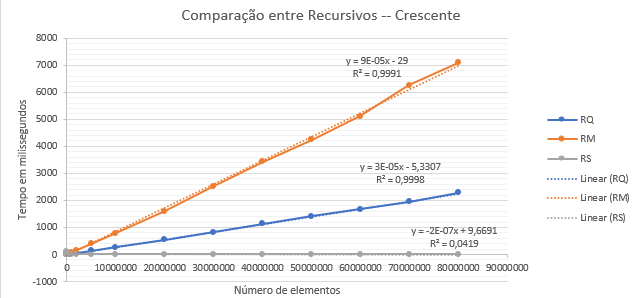 Comparação entre Recursivos -- Crescente
8000
7000
6000
5000
4000
3000
2000
1000
0
-1000
Tempo em milissegundos
y = 9E-05x - 29
R² = 0,9991
y = 3E-05x - 5,3307
R² = 0,9998
y = -2E-07x + 9,6691
R² = 0,0419
0 10000000 20000000 30000000 40000000 50000000 60000000 70000000 80000000 90000000
Número de elementos
RQ
RM
RS
Linear (RQ)
Linear (RM)
Linear (RS)